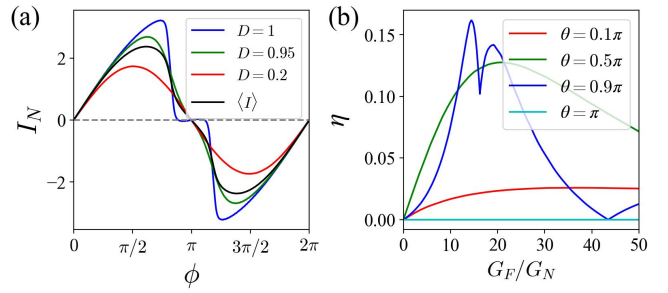 (a)
I_N
2
0
−2
D = 1
D = 0.95
D = 0.2
⟨I⟩
0
π/2
π
3π/2
2π
ϕ
(b)
η
0.15
0.10
0.05
0.00
θ = 0.1π
θ = 0.5π
θ = 0.9π
θ = π
0
10
20
30
40
50
G_F/G_N